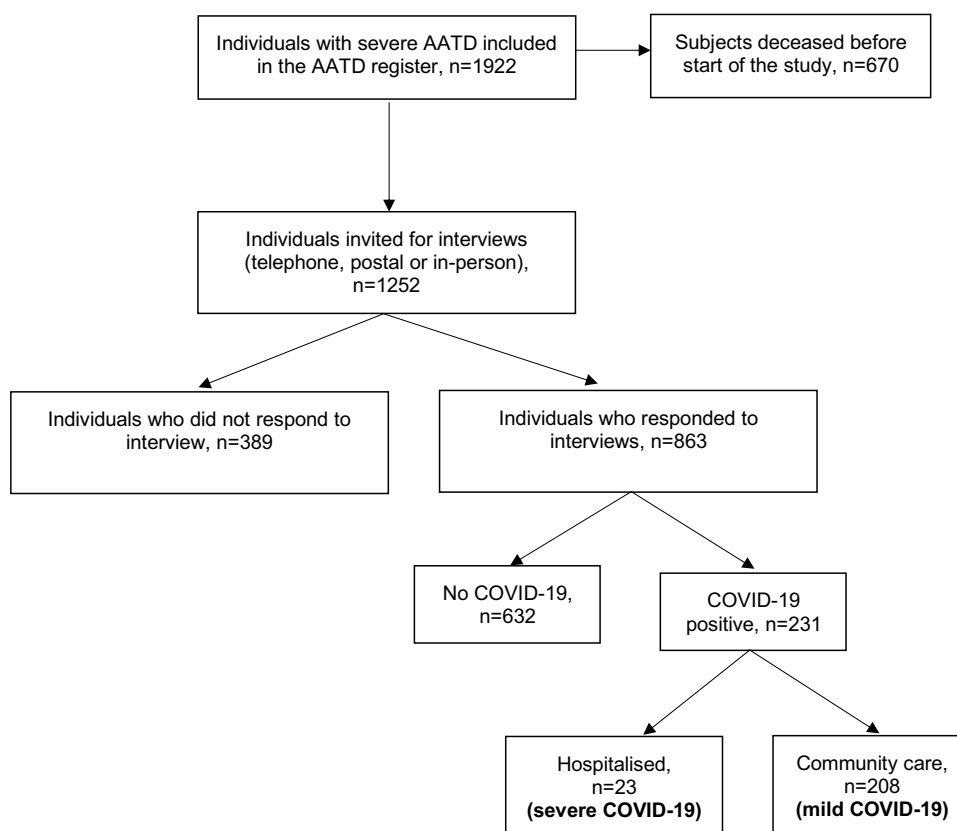 Individuals with severe AATD included
in the AATD register, n=1922
Subjects deceased before
start of the study, n=670
Individuals invited for interviews
(telephone, postal or in-person),
n=1252
Individuals who did not respond to
interview, n=389
Individuals who responded to
interviews, n=863
No COVID-19,
n=632
COVID-19
positive, n=231
Hospitalised,
n=23
(severe COVID-19)
Community care,
n=208
(mild COVID-19)